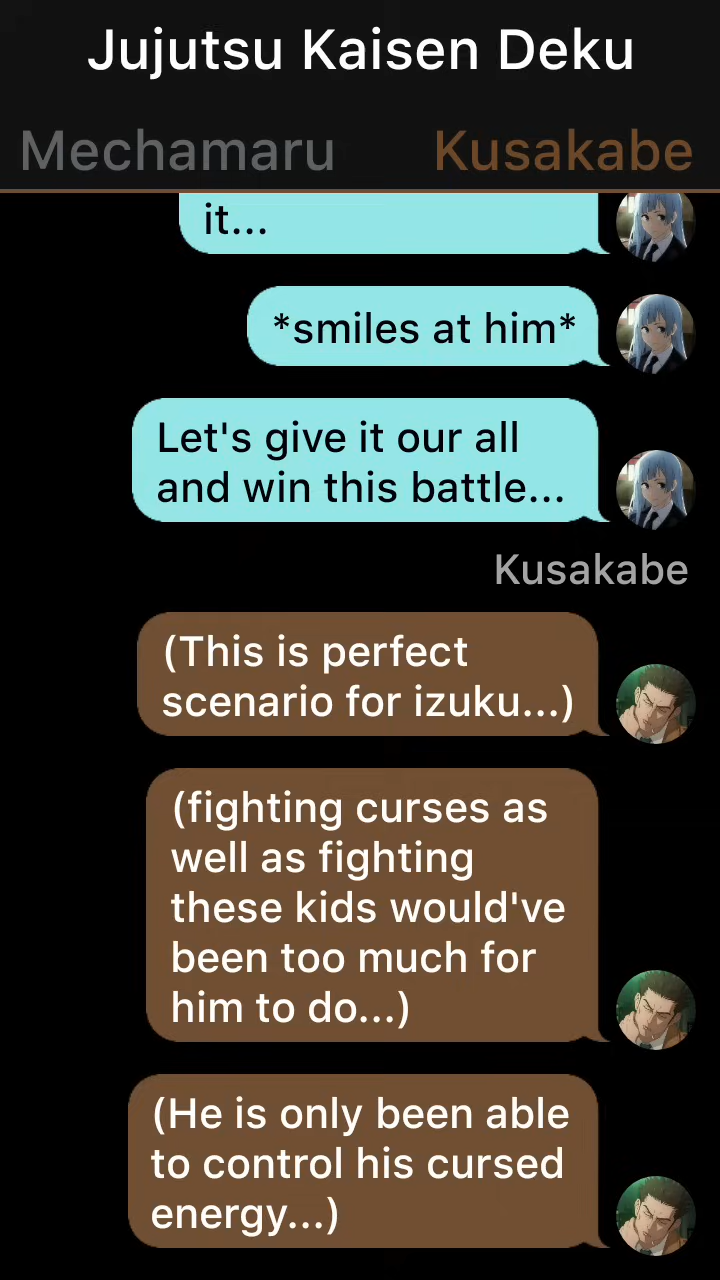 Jujutsu Kaisen Deku
Mechamaru
Kusakabe
it...
*smiles at him*
Let's give it our all
and win this battle...
Kusakabe
(This is perfect
scenario for izuku...)
(fighting curses as
well as fighting
these kids would've
been too much for
him to do...)
(He is only been able
to control his cursed
energy...)